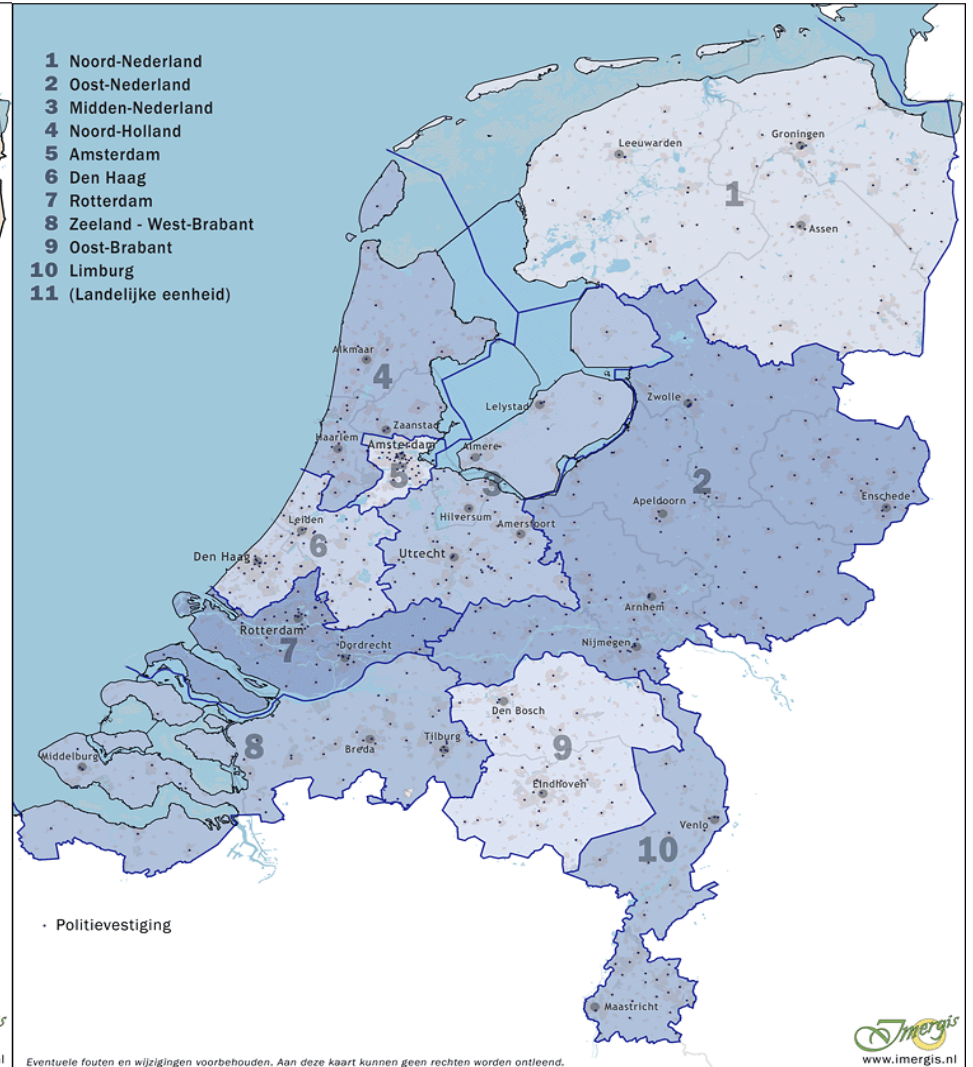 1 Noord-Nederland
2 Oost-Nederland
3 Midden-Nederland
4 Noord-Holland
5 Amsterdam
6 Den Haag
7 Rotterdam
8 Zeeland - West-Brabant
9 Oost-Brabant
10 Limburg
11 (Landelijke eenheid)
Leeuwarden
Groningen
1
Assen
Alkmaar
4
Zwolle
Lelystad
Zaanstad
Haarlem
Amsterdam
Almere
5
3
2
Apeldoorn
Enschede
Leiden
Hilversum
Amersfoort
6
Den Haag
Utrecht
Arnhem
Rotterdam
7
Dordrecht
Nijmegen
Den Bosch
8
Breda
Tilburg
9
Middelburg
Eindhoven
Venlo
10
Politievestiging
Maastricht
Imergis
www.imergis.nl
Eventuele fouten en wijzigingen voorbehouden. Aan deze kaart kunnen geen rechten worden ontleend.